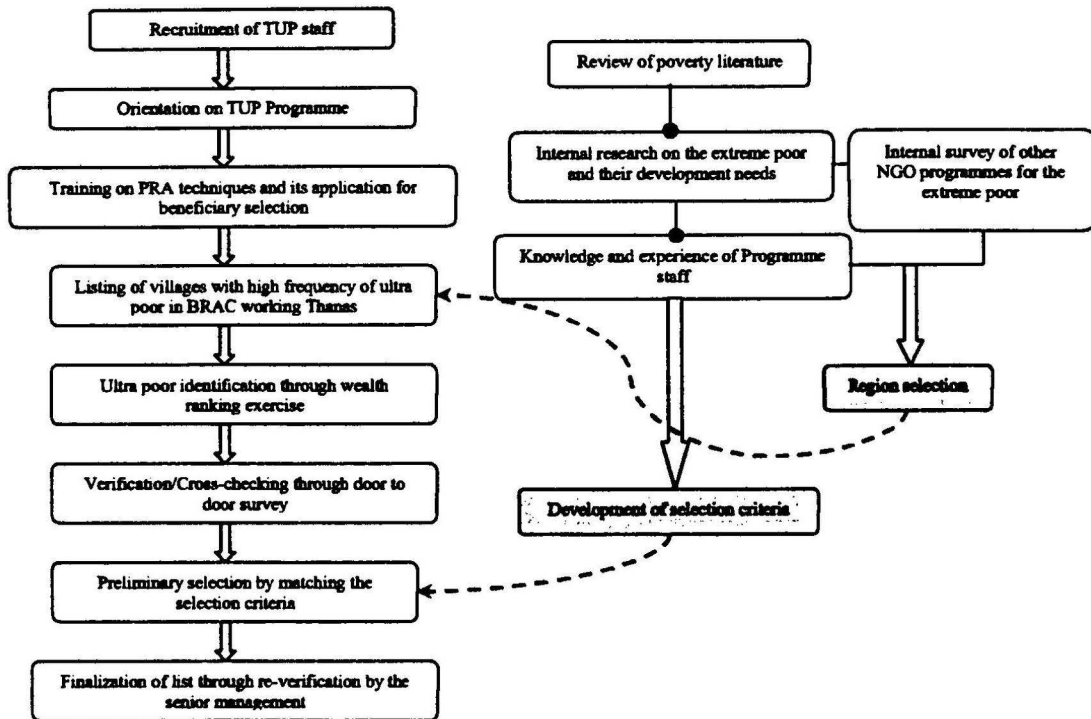 Recruitment of TUP staff
Orientation on TUP Programme
Training on PRA techniques and its application for
beneficiary selection
Listing of villages with high frequency of ultra
poor in BRAC working Thanas
Ultra poor identification through wealth
ranking exercise
Verification/Cross-checking through door to
door survey
Preliminary selection by matching the
selection criteria
Finalization of list through re-verification by the
senior management
Review of poverty literature
Internal research on the extreme poor
and their development needs
Internal survey of other
NGO programmes for the
extreme poor
Knowledge and experience of Programme
staff
Region selection
Development of selection criteria